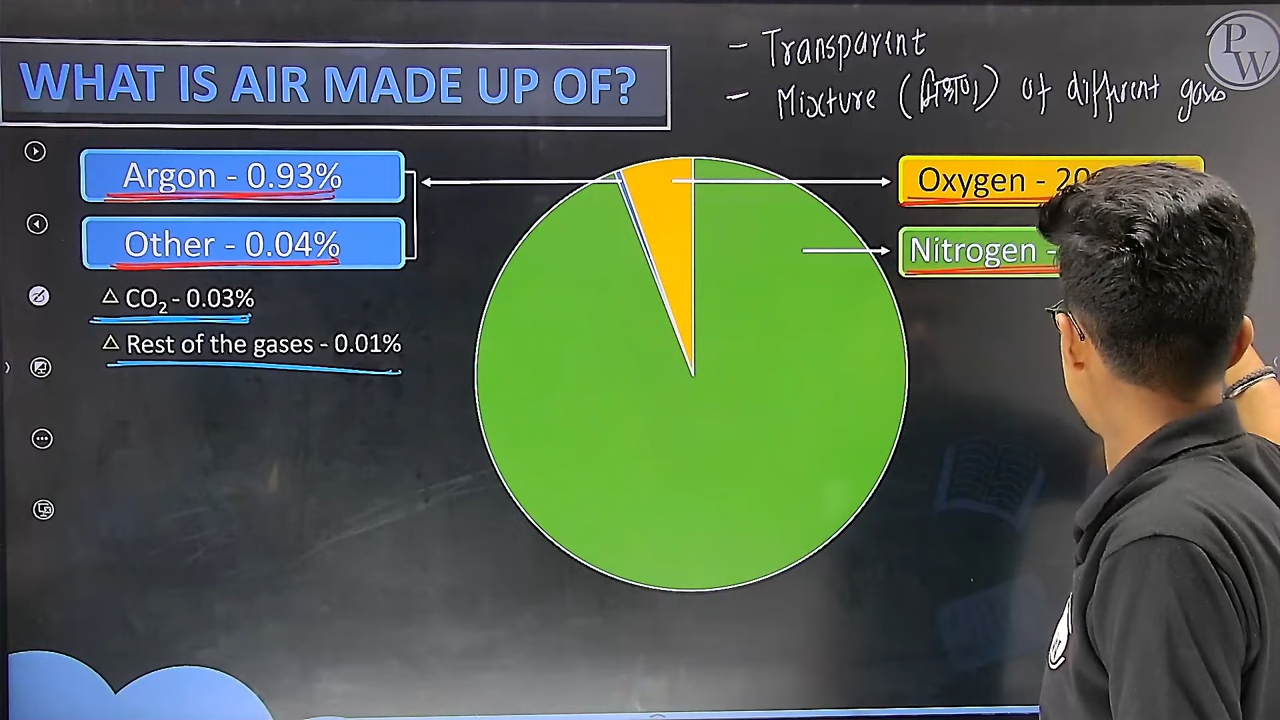 - Transparent
- Mixture (मिश्रण) of different gases
PW
WHAT IS AIR MADE UP OF?
Argon - 0.93%
Other - 0.04%
△ CO₂ - 0.03%
△ Rest of the gases - 0.01%
Oxygen - 20
Nitrogen -